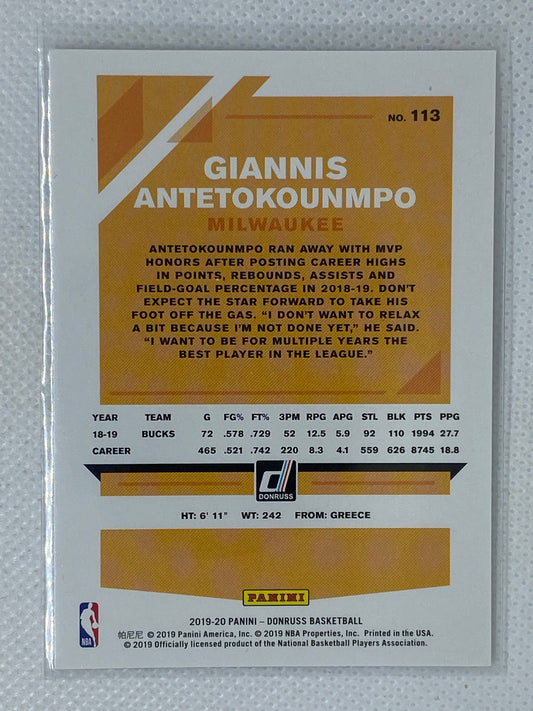 NO. 113
GIANNIS
ANTETOKOUNMPO
MILWAUKEE
ANTETOKOUNMPO RAN AWAY WITH MVP
HONORS AFTER POSTING CAREER HIGHS
IN POINTS, REBOUNDS, ASSISTS AND
FIELD-GOAL PERCENTAGE IN 2018-19. DON'T
EXPECT THE STAR FORWARD TO TAKE HIS
FOOT OFF THE GAS. “I DON'T WANT TO RELAX
A BIT BECAUSE I'M NOT DONE YET,” HE SAID.
“I WANT TO BE FOR MULTIPLE YEARS THE
BEST PLAYER IN THE LEAGUE.”
YEAR TEAM G FG% FT% 3PM RPG APG STL BLK PTS PPG
18-19 BUCKS 72 .578 .729 52 12.5 5.9 92 110 1994 27.7
CAREER 465 .521 .742 220 8.3 4.1 559 626 8745 18.8
DONRUSS
HT: 6' 11" WT: 242 FROM: GREECE
PANINI
2019-20 PANINI – DONRUSS BASKETBALL
帕尼尼 © 2019 Panini America, Inc. © 2019 NBA Properties, Inc. Printed in the USA.
© 2019 Officially licensed product of the National Basketball Players Association.
NBA